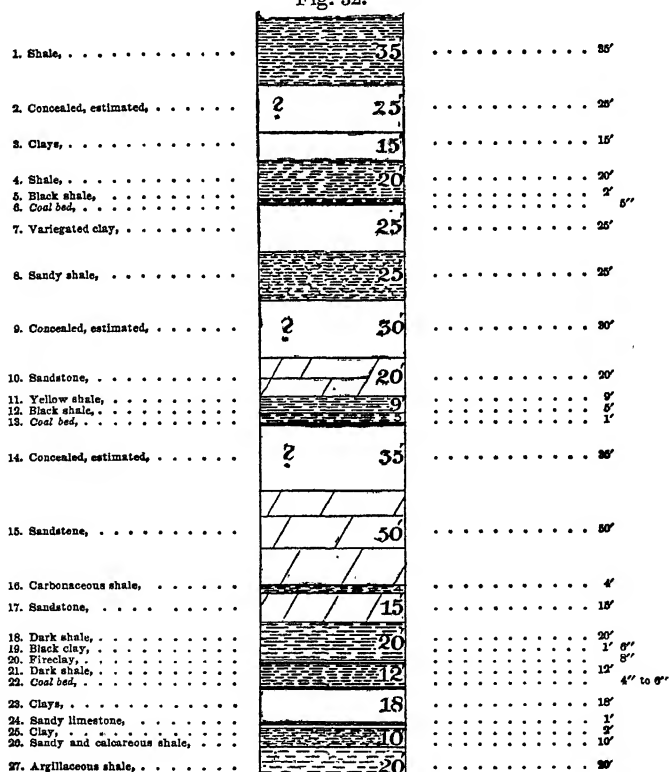 Fig. 32.
1. Shale, . . . . . . . . . . 35 . . . . . . . . . . . 35'
2. Concealed, estimated, . . . . . . ? 25' . . . . . . . . . . . 25'
3. Clays, . . . . . . . . . . 15' . . . . . . . . . . . 15'
4. Shale, . . . . . . . . . . 20' . . . . . . . . . . . 20'
5. Black shale, . . . . . . . . . . . . . . . . . . 2'
6. Coal bed, . . . . . . . . . . . . . . . . . . . . 5''
7. Variegated clay, . . . . . . . 25' . . . . . . . . . . . 25'
8. Sandy shale, . . . . . . . . 25 . . . . . . . . . . . 25'
9. Concealed, estimated, . . . . . . ? 30' . . . . . . . . . . . 30'
10. Sandstone, . . . . . . . . . 20' . . . . . . . . . . . 20'
11. Yellow shale, . . . . . . . . 9' . . . . . . . . . . . 9'
12. Black shale, . . . . . . . . 5 . . . . . . . . . . . 5'
13. Coal bed, . . . . . . . . . . . . . . . . . . . . 1'
14. Concealed, estimated, . . . . . . ? 35' . . . . . . . . . . . 35'
15. Sandstone, . . . . . . . . . 50' . . . . . . . . . . . 50'
16. Carbonaceous shale, . . . . . . 4 . . . . . . . . . . . 4'
17. Sandstone, . . . . . . . . 15' . . . . . . . . . . . 15'
18. Dark shale, . . . . . . . . . 20' . . . . . . . . . . . 20'
19. Black clay, . . . . . . . . . . . . . . . . . . . 1' 6''
20. Fireclay, . . . . . . . . . . . . . . . . . . . . 8''
21. Dark shale, . . . . . . . . . 12 . . . . . . . . . . . 12'
22. Coal bed, . . . . . . . . . . . . . . . . . . . . 4'' to 6''
23. Clays, . . . . . . . . . . 18 . . . . . . . . . . . 18'
24. Sandy limestone, . . . . . . . . . . . . . . . . . 1'
25. Clay, . . . . . . . . . . . . . . . . . . . . . 2'
26. Sandy and calcareous shale, . . . 10 . . . . . . . . . . . 10'
27. Argillaceous shale, . . . . . . . 20 . . . . . . . . . . . 20'